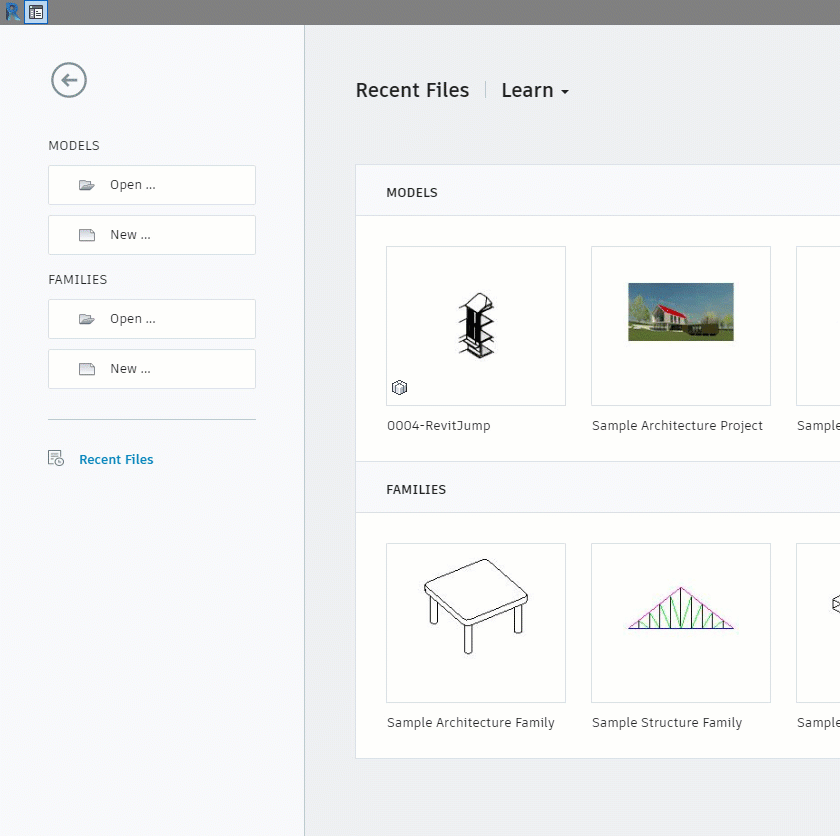 Recent Files
Learn
MODELS
Open ...
New ...
FAMILIES
Open ...
New ...
Recent Files
MODELS
0004-RevitJump
Sample Architecture Project
Sample
FAMILIES
Sample Architecture Family
Sample Structure Family
Sample